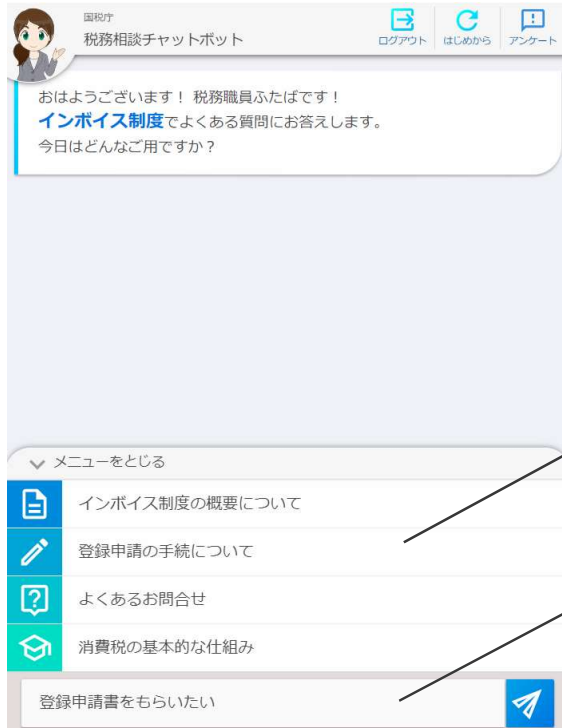 国税庁
税務相談チャットボット
ログアウト
はじめから
アンケート
おはようございます！ 税務職員ふたばです！
インボイス制度でよくある質問にお答えします。
今日はどんなご用ですか？
メニューをとじる
インボイス制度の概要について
登録申請の手続について
よくあるお問合せ
消費税の基本的な仕組み
登録申請書をもらいたい